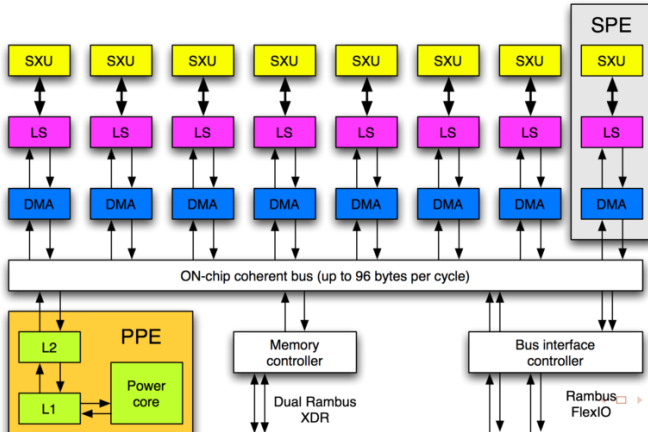 SPE
SXU SXU SXU SXU SXU SXU SXU SXU
LS LS LS LS LS LS LS LS
DMA DMA DMA DMA DMA DMA DMA DMA
ON-chip coherent bus (up to 96 bytes per cycle)
PPE
L2
L1
Power
core
Memory
controller
Dual Rambus
XDR
Bus interface
controller
Rambus
FlexIO